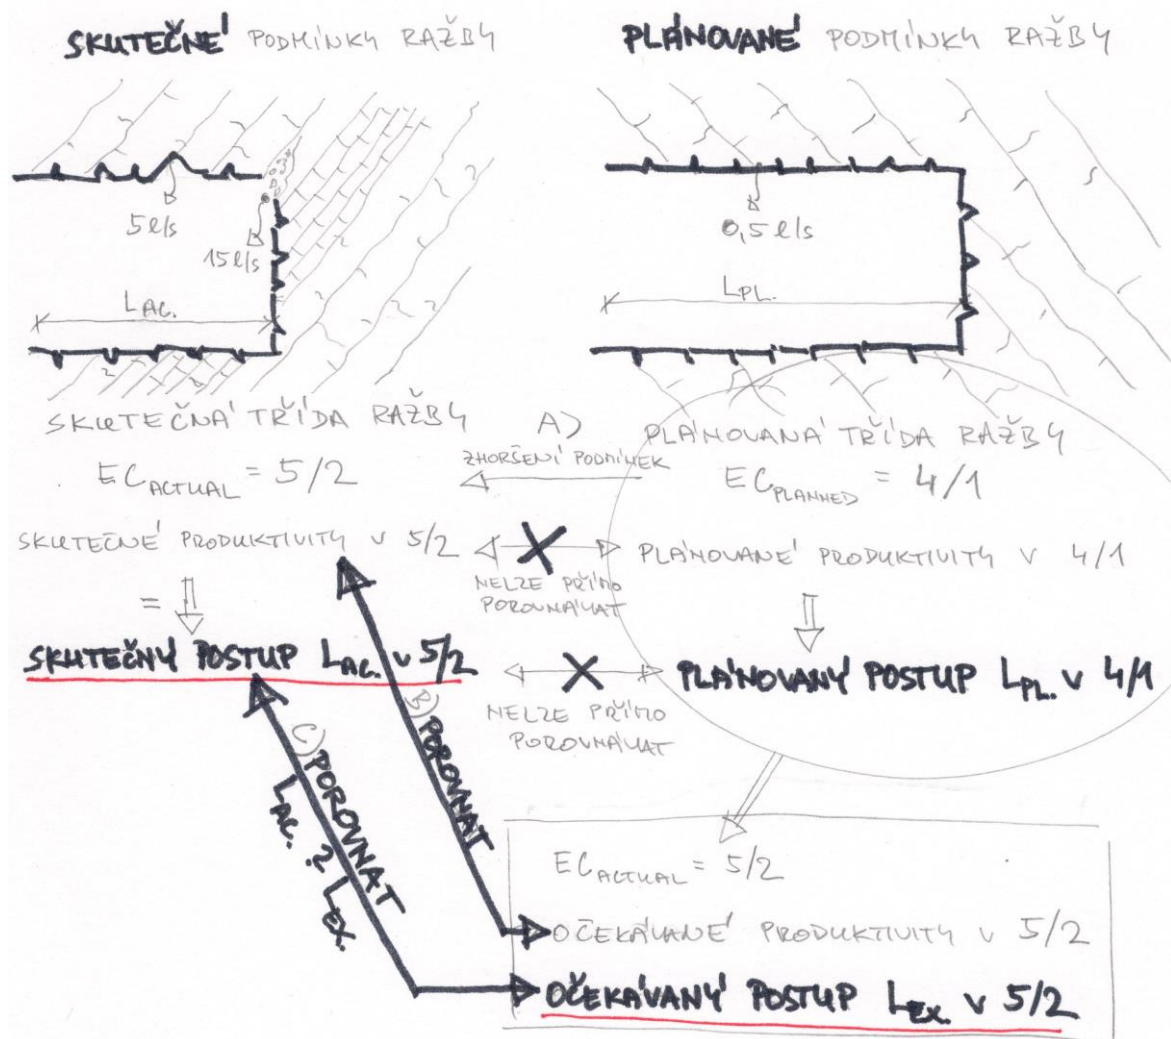 SKUTEČNÉ PODMÍNKY RAŽBY
5 l/s
15 l/s
LAC.
SKUTEČNÁ TŘÍDA RAŽBY
ECACTUAL = 5/2
SKUTEČNÉ PRODUKTIVITY V 5/2
=
SKUTEČNÝ POSTUP LAC. V 5/2
PLÁNOVANÉ PODMÍNKY RAŽBY
0,5 l/s
LPL.
A)
ZHORŠENÍ PODMÍNEK
PLÁNOVANÁ TŘÍDA RAŽBY
ECPLANNED = 4/1
NELZE PŘÍMO
POROVNÁVAT
PLÁNOVANÉ PRODUKTIVITY V 4/1
NELZE PŘÍMO
POROVNÁVAT
PLÁNOVANÝ POSTUP LPL. V 4/1
B) POROVNAT
C) POROVNAT
LAC. ? LEX.
ECACTUAL = 5/2
OČEKÁVANÉ PRODUKTIVITY V 5/2
OČEKÁVANÝ POSTUP LEX. V 5/2